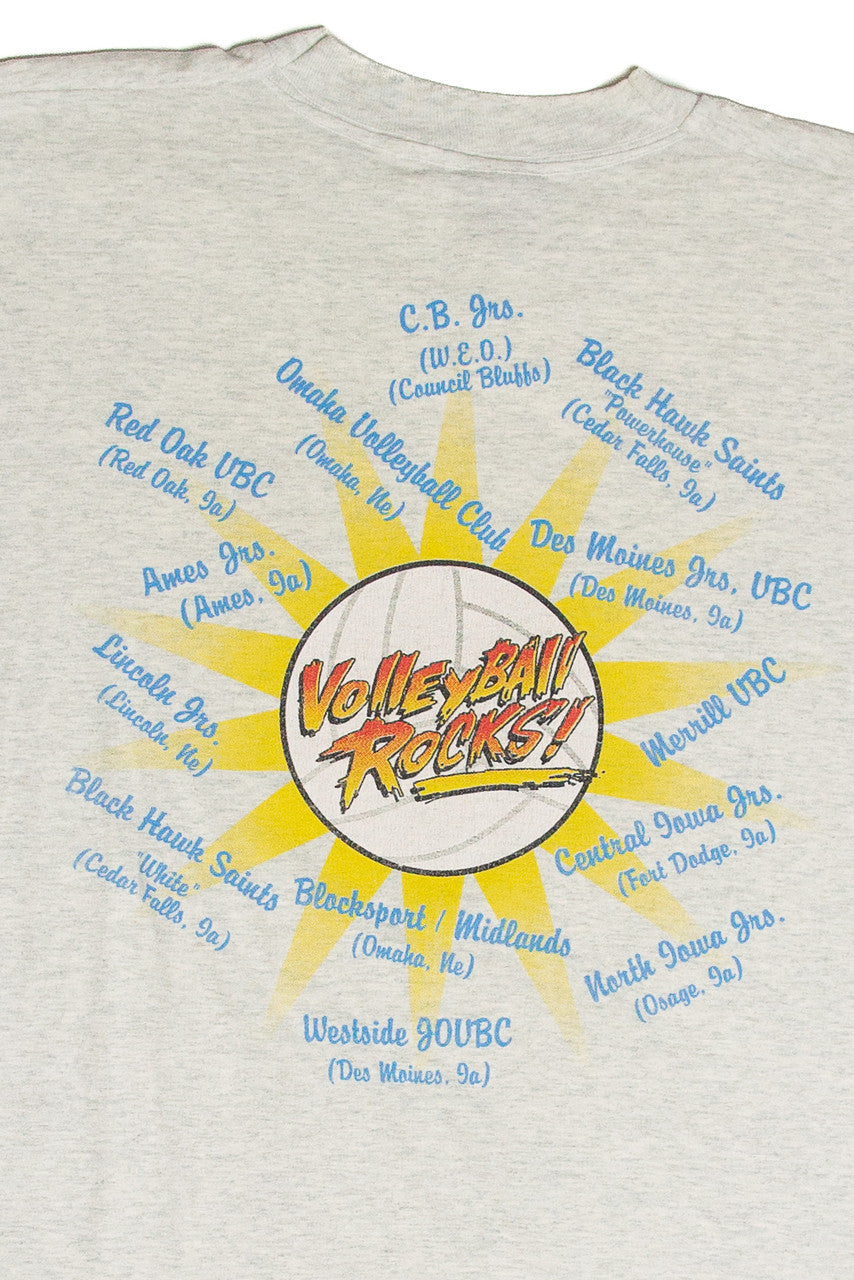 C.B. Jrs.
(W.E.O.)
(Council Bluffs)
Black Hawk Saints
"Powerhouse"
(Cedar Falls, Ia)
Omaha Volleyball Club
(Omaha, Ne)
Red Oak VBC
(Red Oak, Ia)
Des Moines Jrs, VBC
(Des Moines, Ia)
Ames Jrs.
(Ames, Ia)
Lincoln Jrs.
(Lincoln, Ne)
VOLLEYBALL
ROCKS!
Merrill VBC
Black Hawk Saints
"White"
(Cedar Falls, Ia)
Central Iowa Jrs.
(Fort Dodge, Ia)
Blocksport / Midlands
(Omaha, Ne)
North Iowa Jrs.
(Osage, Ia)
Westside JOVBC
(Des Moines, Ia)